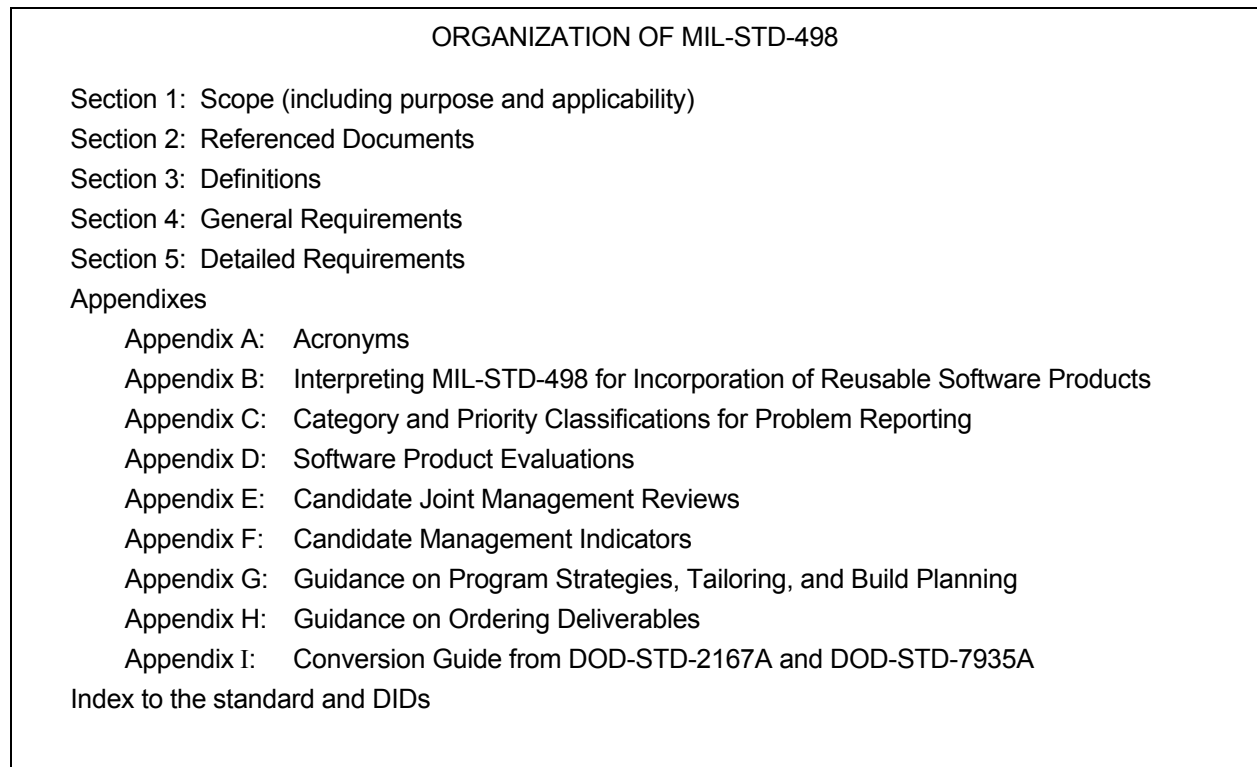 ORGANIZATION OF MIL-STD-498
Section 1: Scope (including purpose and applicability)
Section 2: Referenced Documents
Section 3: Definitions
Section 4: General Requirements
Section 5: Detailed Requirements
Appendixes
Appendix A: Acronyms
Appendix B: Interpreting MIL-STD-498 for Incorporation of Reusable Software Products
Appendix C: Category and Priority Classifications for Problem Reporting
Appendix D: Software Product Evaluations
Appendix E: Candidate Joint Management Reviews
Appendix F: Candidate Management Indicators
Appendix G: Guidance on Program Strategies, Tailoring, and Build Planning
Appendix H: Guidance on Ordering Deliverables
Appendix I: Conversion Guide from DOD-STD-2167A and DOD-STD-7935A
Index to the standard and DIDs